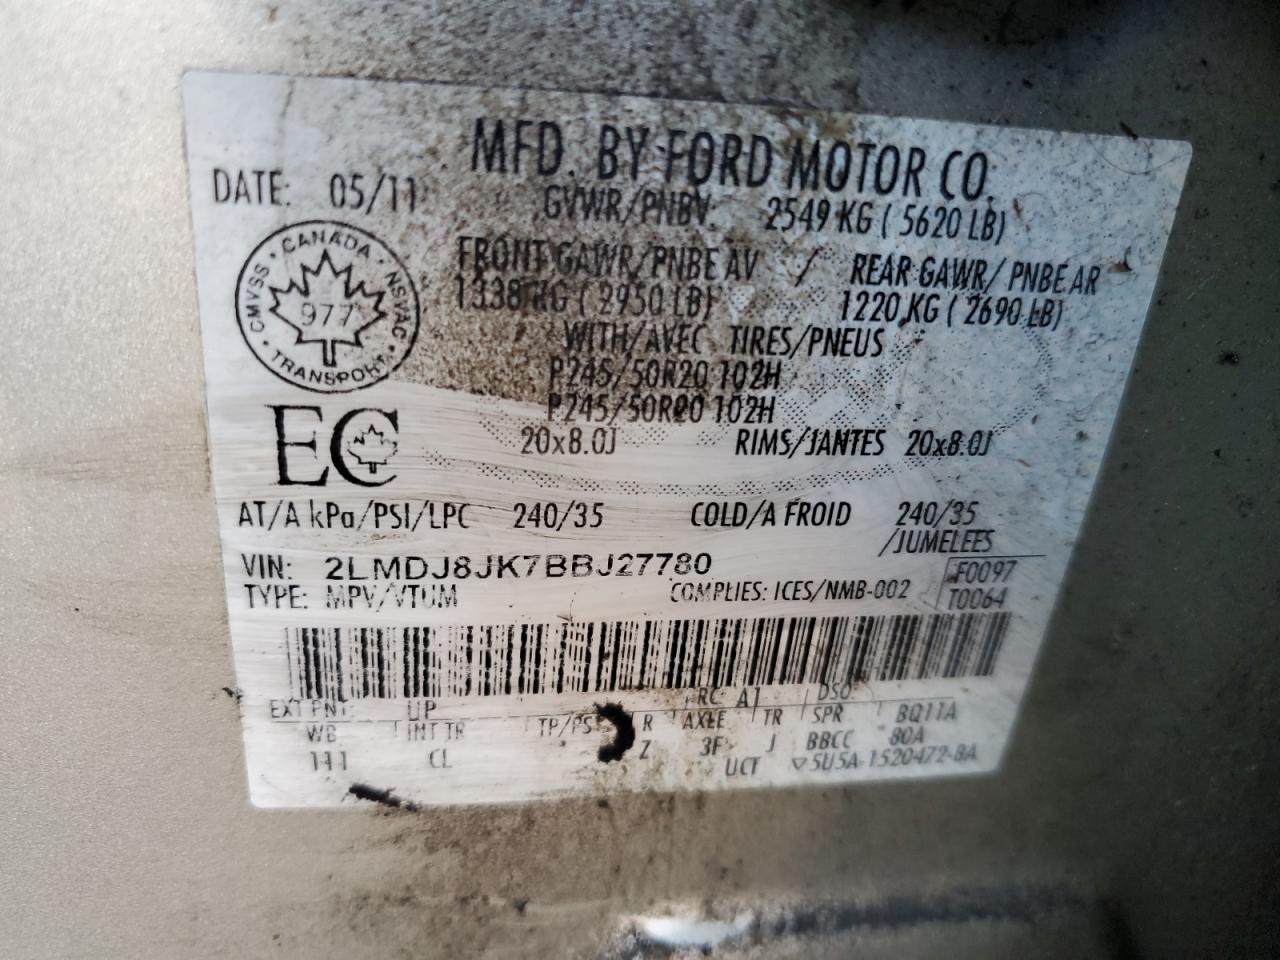 MFD. BY FORD MOTOR CO.
DATE: 05/11 GVWR/PNBV: 2549 KG ( 5620 LB)
FRONT GAWR/PNBE AV / REAR GAWR/ PNBE AR
1338 KG ( 2950 LB) 1220 KG ( 2690 LB)
WITH/AVEC TIRES/PNEUS
P245/50R20 102H
P245/50R20 102H
20x8.0J RIMS/JANTES 20x8.0J
CANADA · NSVAC · TRANSPORT · CMVSS ·
977
EC
AT/A kPa/PSI/LPC 240/35 COLD/A FROID 240/35
/JUMELEES
VIN: 2LMDJ8JK7BBJ27780 F0097
TYPE: MPV/VTUM COMPLIES: ICES/NMB-002 T0064
EXT PNT: UP RC: A1 DSO:
WB INT TR TP/PS R AXLE TR SPR BQ11A
111 CL Z 3F J BBCC 80A
UCT ▽5U5A-1520472-BA